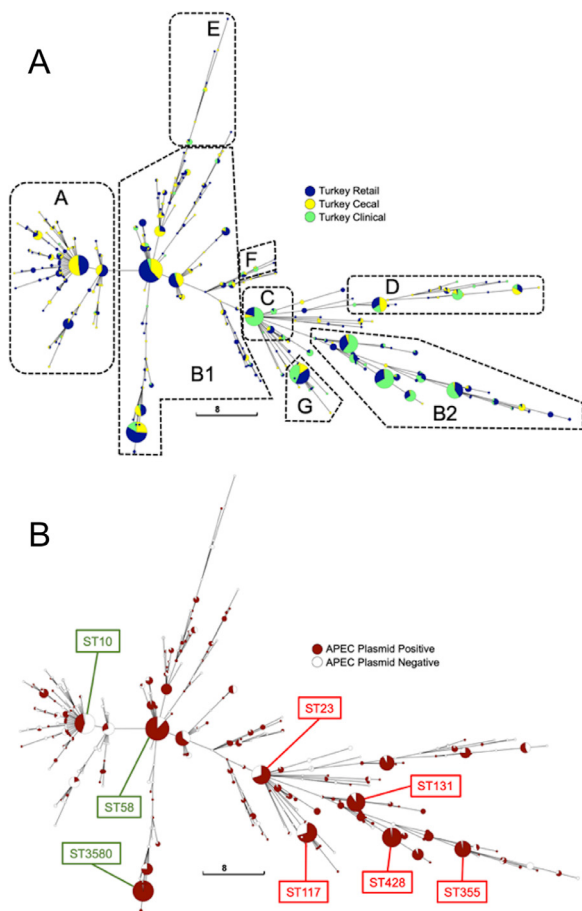 E
A
A
Turkey Retail
Turkey Cecal
Turkey Clinical
F
C
D
B1
G
B2
8
B
APEC Plasmid Positive
APEC Plasmid Negative
ST10
ST23
ST131
ST58
ST3580
8
ST117
ST428
ST355